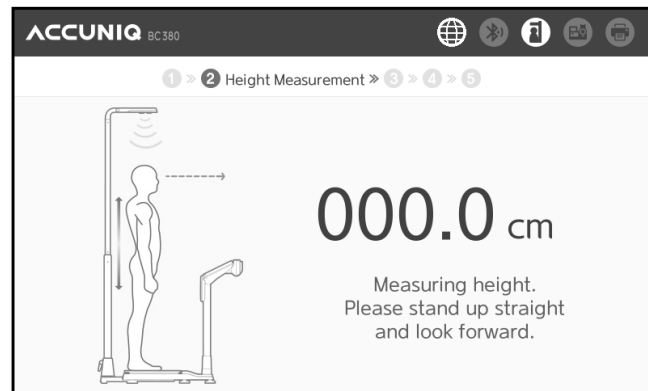 ACCUNIQ BC380
1 » 2 Height Measurement » 3 » 4 » 5
000.0 cm
Measuring height.
Please stand up straight
and look forward.